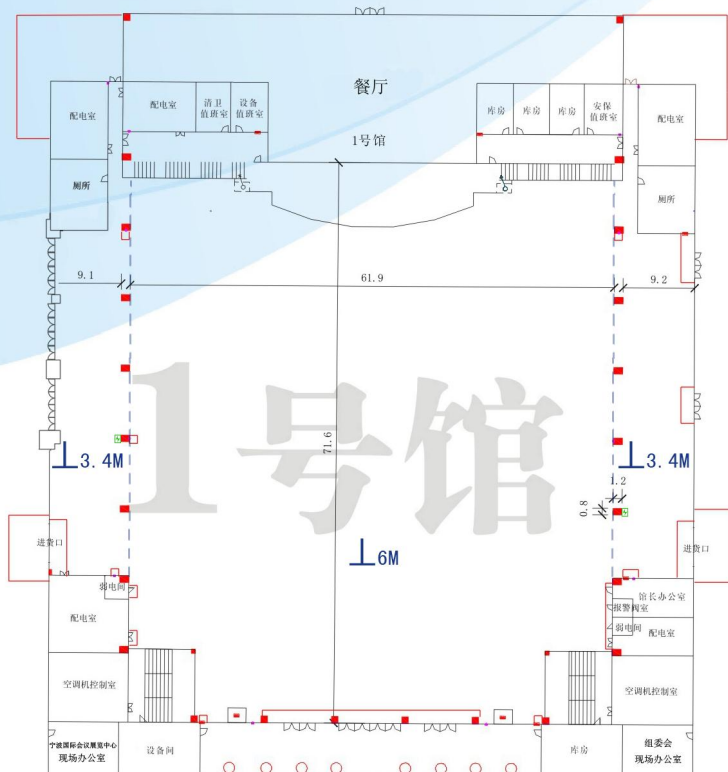 餐厅
配电室
配电室
清卫
值班室
设备
值班室
库房
库房
库房
安保
值班室
配电室
1号馆
厕所
厕所
9.1
61.9
9.2
1号馆
71.6
3.4M
3.4M
1.2
0.8
进货口
进货口
6M
弱电间
馆长办公室
报警阀室
配电室
弱电间
配电室
空调机控制室
空调机控制室
宁波国际会议展览中心
现场办公室
设备间
库房
组委会
现场办公室